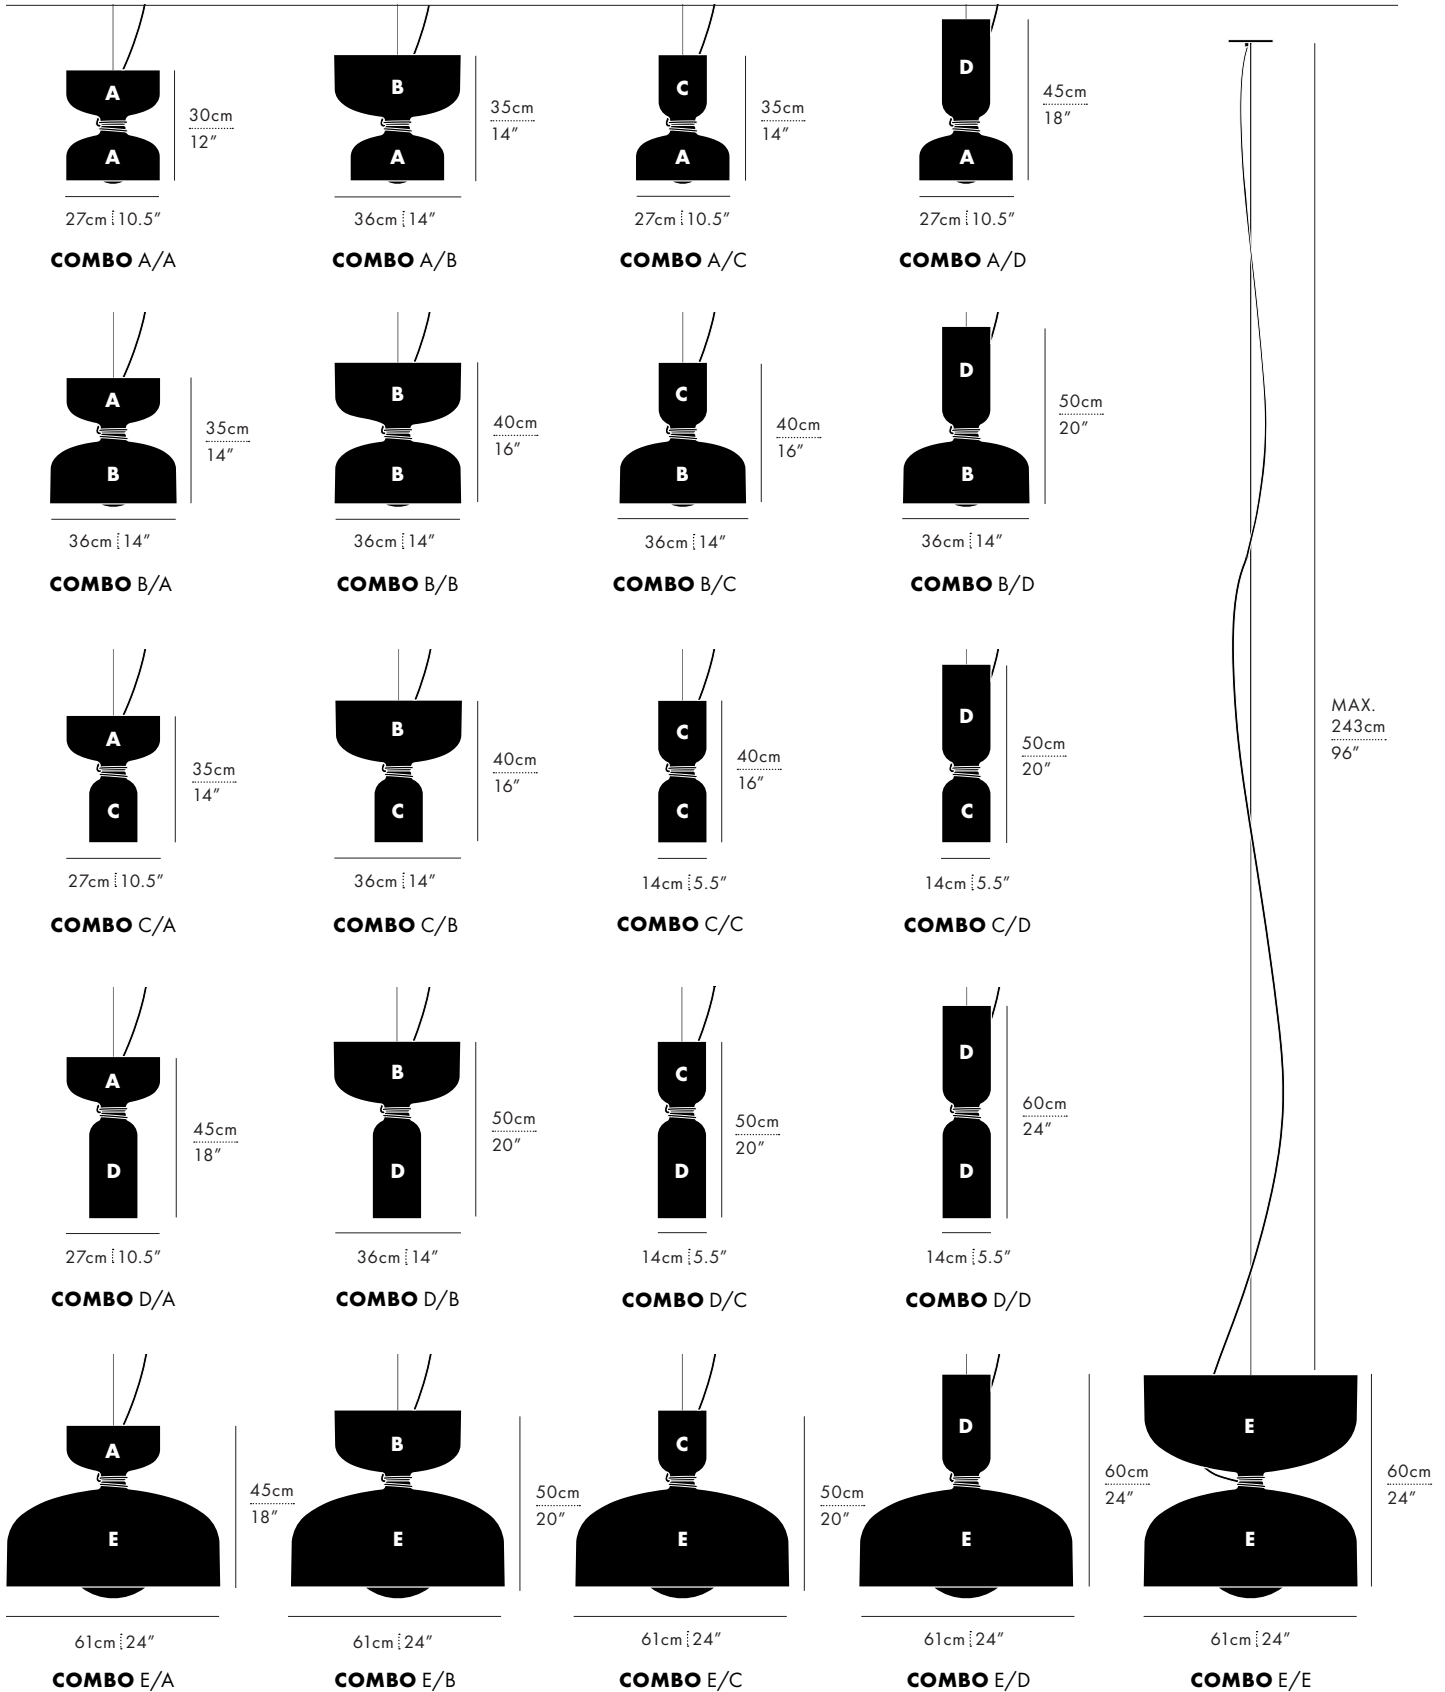 A
A
30cm
12″
27cm 10.5″
COMBO A/A
B
A
35cm
14″
36cm 14″
COMBO A/B
C
A
35cm
14″
27cm 10.5″
COMBO A/C
D
A
45cm
18″
27cm 10.5″
COMBO A/D
A
B
35cm
14″
36cm 14″
COMBO B/A
B
B
40cm
16″
36cm 14″
COMBO B/B
C
B
40cm
16″
36cm 14″
COMBO B/C
D
B
50cm
20″
36cm 14″
COMBO B/D
A
C
35cm
14″
27cm 10.5″
COMBO C/A
B
C
40cm
16″
36cm 14″
COMBO C/B
C
C
40cm
16″
14cm 5.5″
COMBO C/C
D
C
50cm
20″
14cm 5.5″
COMBO C/D
MAX.
243cm
96″
A
D
45cm
18″
27cm 10.5″
COMBO D/A
B
D
50cm
20″
36cm 14″
COMBO D/B
C
D
50cm
20″
14cm 5.5″
COMBO D/C
D
D
60cm
24″
14cm 5.5″
COMBO D/D
A
E
45cm
18″
61cm 24″
COMBO E/A
B
E
50cm
20″
61cm 24″
COMBO E/B
C
E
50cm
20″
61cm 24″
COMBO E/C
D
E
60cm
24″
61cm 24″
COMBO E/D
E
E
60cm
24″
61cm 24″
COMBO E/E